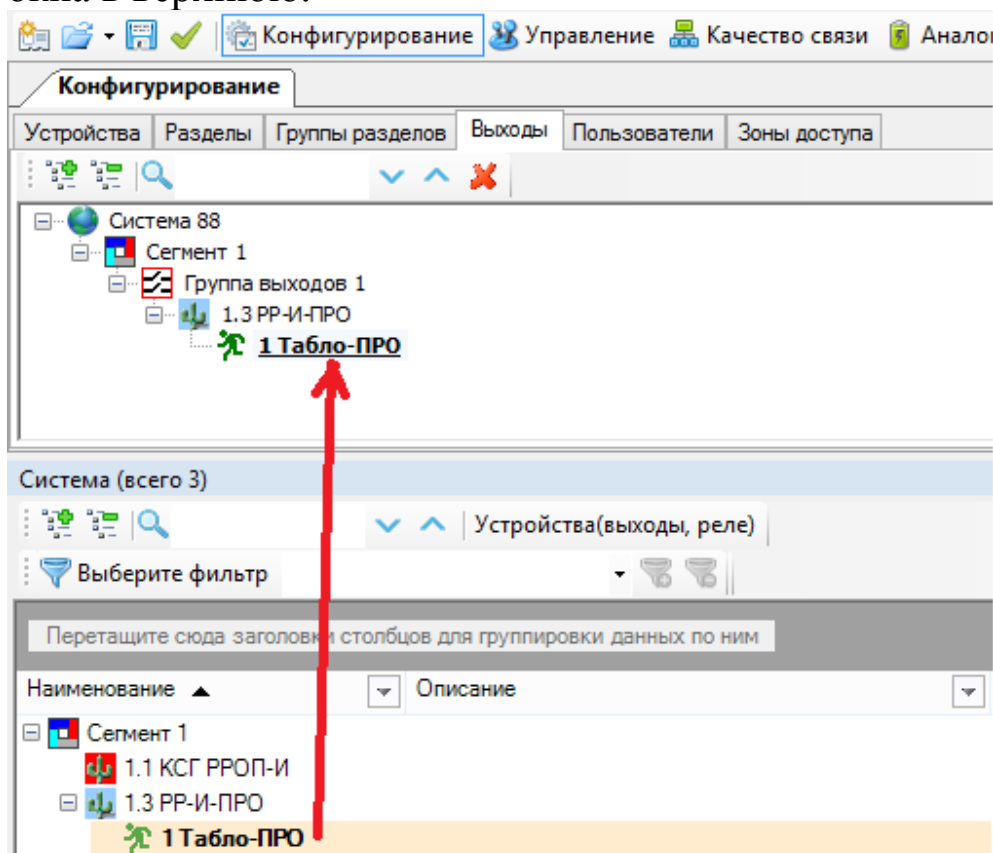 Конфигурирование Управление Качество связи
Конфигурирование
Устройства Разделы Группы разделов Выходы Пользователи Зоны доступа
Система 88
Сегмент 1
Группа выходов 1
1.3 РР-И-ПРО
1 Табло-ПРО
Система (всего 3)
Устройства(выходы, реле)
Выберите фильтр
Перетащите сюда заголовки столбцов для группировки данных по ним
Наименование Описание
Сегмент 1
1.1 КСГ РРОП-И
1.3 РР-И-ПРО
1 Табло-ПРО